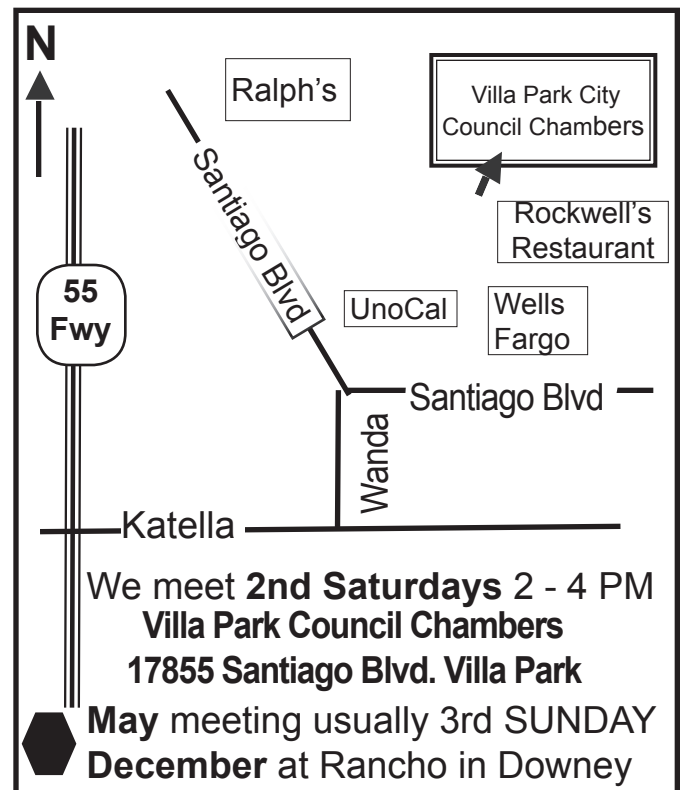 N
Ralph's
Villa Park City
Council Chambers
Santiago Blvd
Rockwell's
Restaurant
55
Fwy
UnoCal
Wells
Fargo
Santiago Blvd
Wanda
Katella
We meet 2nd Saturdays 2 - 4 PM
Villa Park Council Chambers
17855 Santiago Blvd. Villa Park
May meeting usually 3rd SUNDAY
December at Rancho in Downey